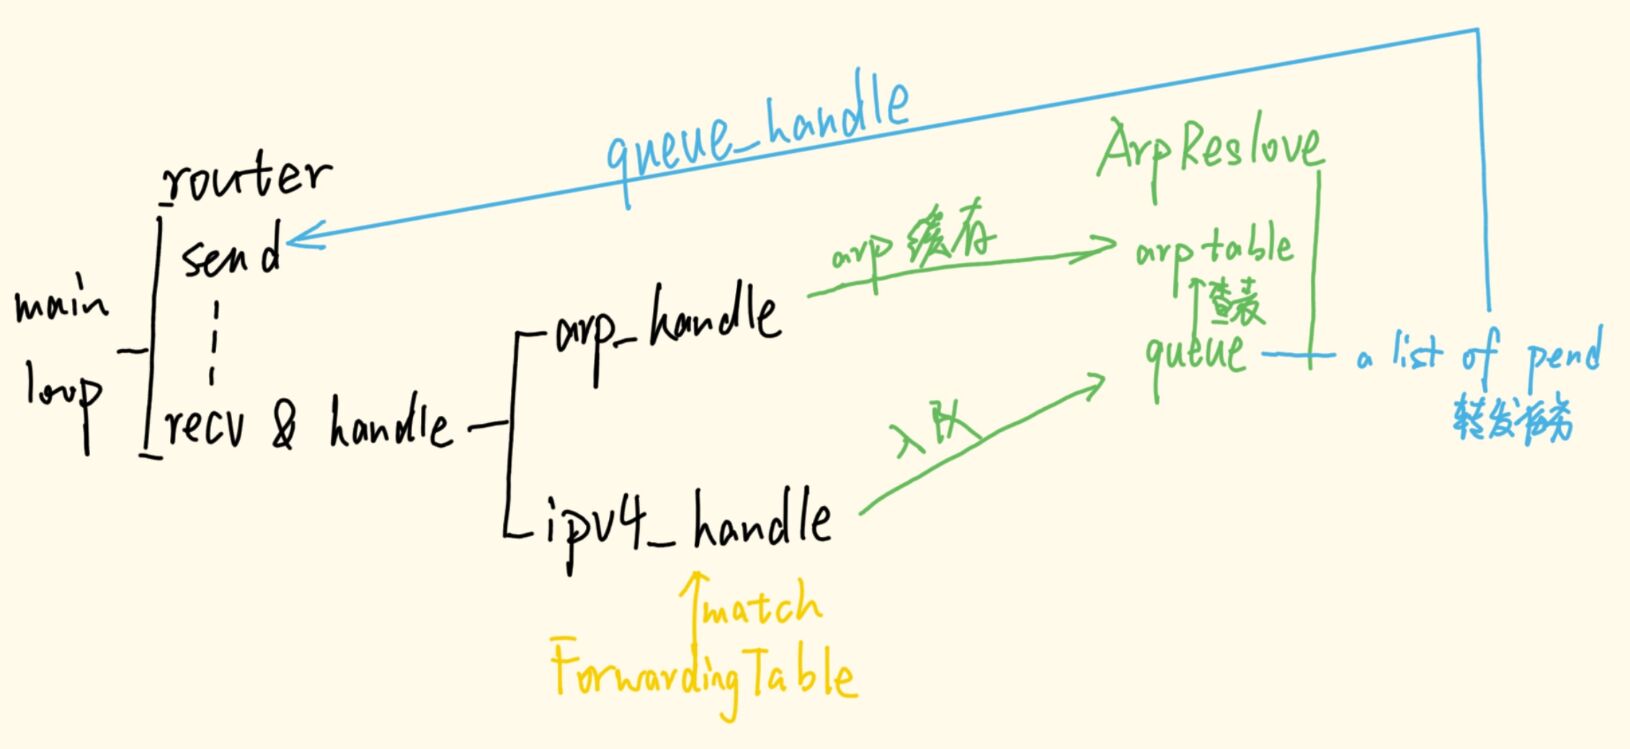 queue_handle
ArpReslove
router
send
arp 缓存
arp table
查表
main
loop
arp_handle
queue
a list of pend
转发任务
recv & handle
入队
ipv4_handle
match
ForwardingTable